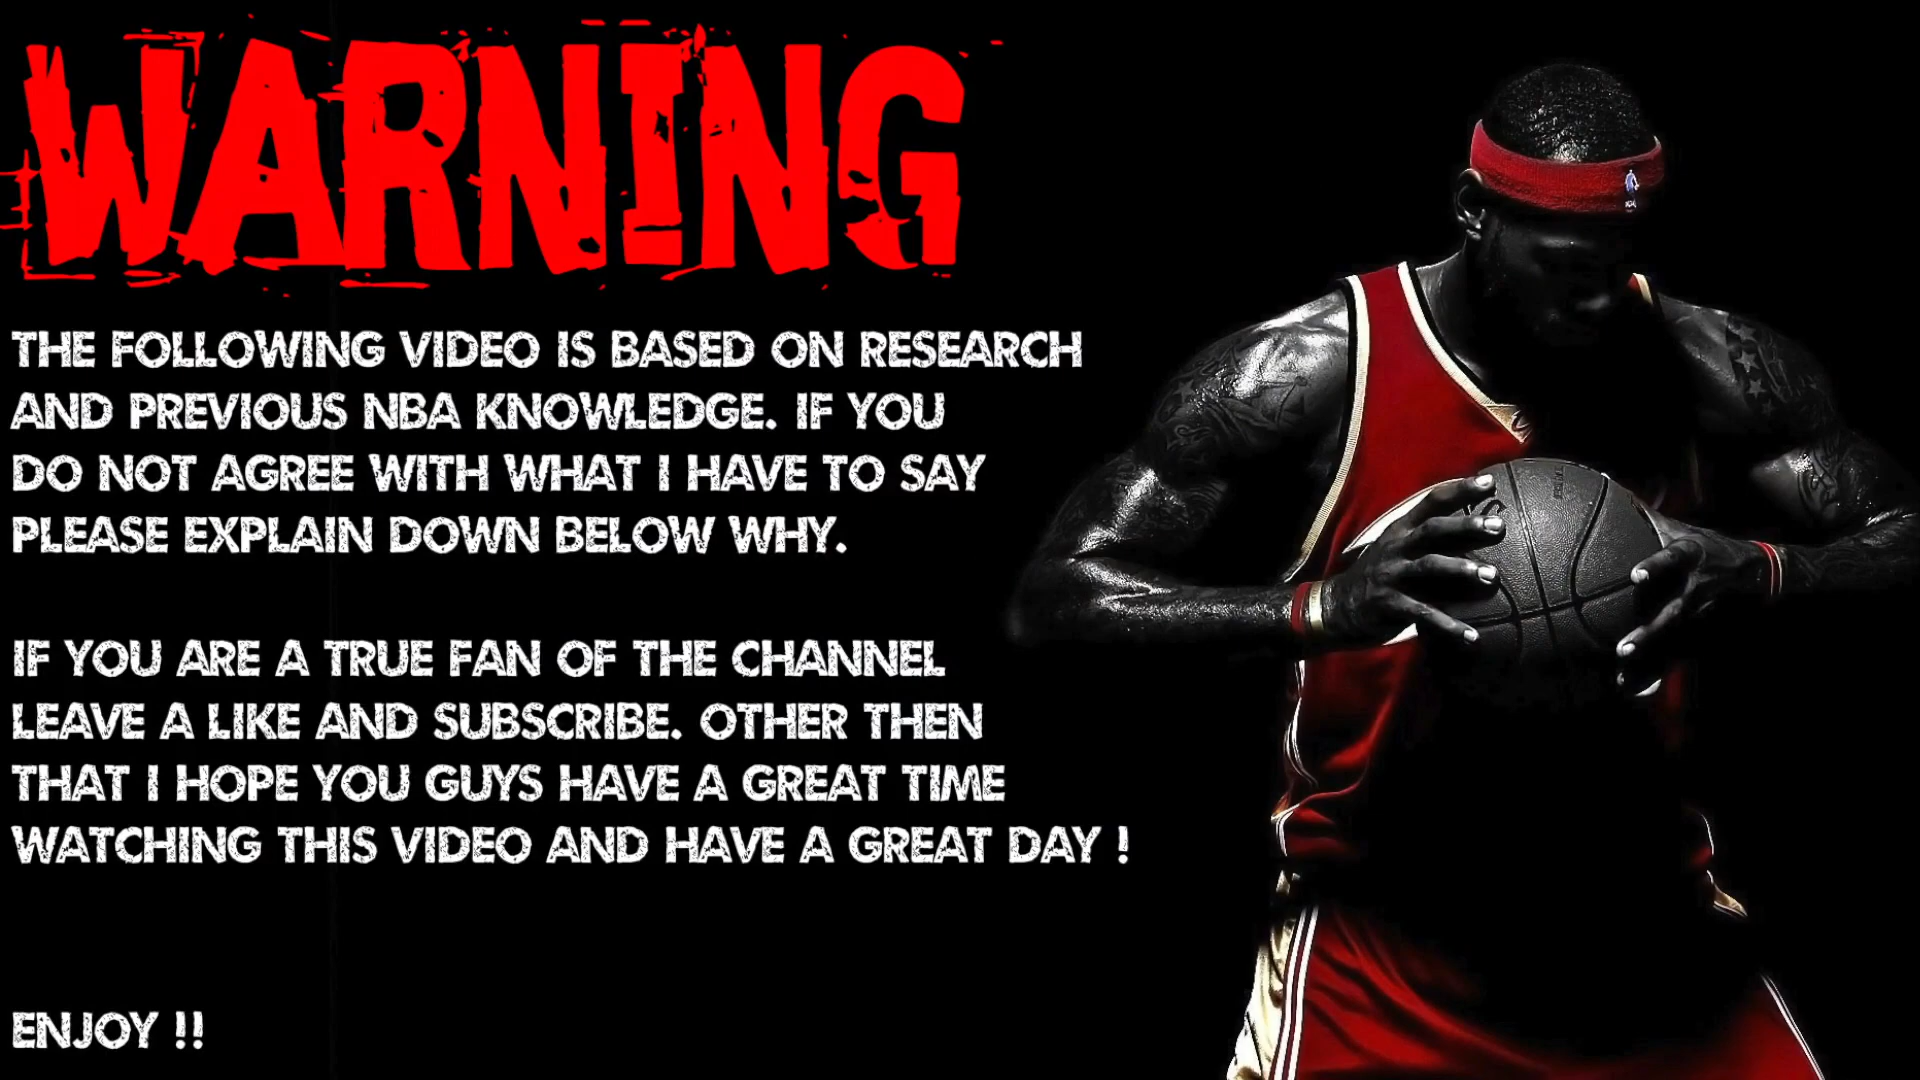 WARNING
THE FOLLOWING VIDEO IS BASED ON RESEARCH
AND PREVIOUS NBA KNOWLEDGE. IF YOU
DO NOT AGREE WITH WHAT I HAVE TO SAY
PLEASE EXPLAIN DOWN BELOW WHY.
IF YOU ARE A TRUE FAN OF THE CHANNEL
LEAVE A LIKE AND SUBSCRIBE. OTHER THEN
THAT I HOPE YOU GUYS HAVE A GREAT TIME
WATCHING THIS VIDEO AND HAVE A GREAT DAY !
ENJOY !!